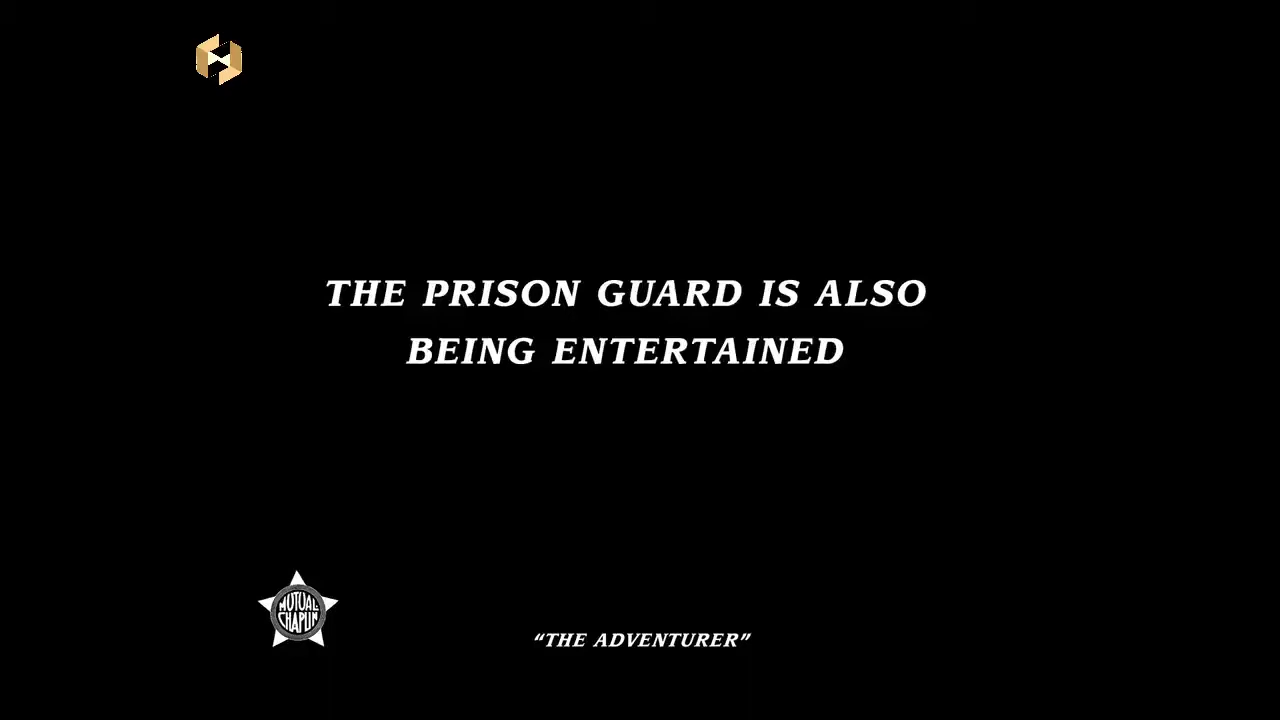 THE PRISON GUARD IS ALSO
BEING ENTERTAINED
MUTUAL
CHAPLIN
“THE ADVENTURER”